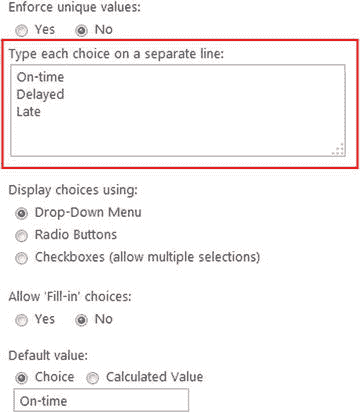 Enforce unique values:
Yes No
Type each choice on a separate line:
On-time
Delayed
Late
Display choices using:
Drop-Down Menu
Radio Buttons
Checkboxes (allow multiple selections)
Allow 'Fill-in' choices:
Yes No
Default value:
Choice Calculated Value
On-time